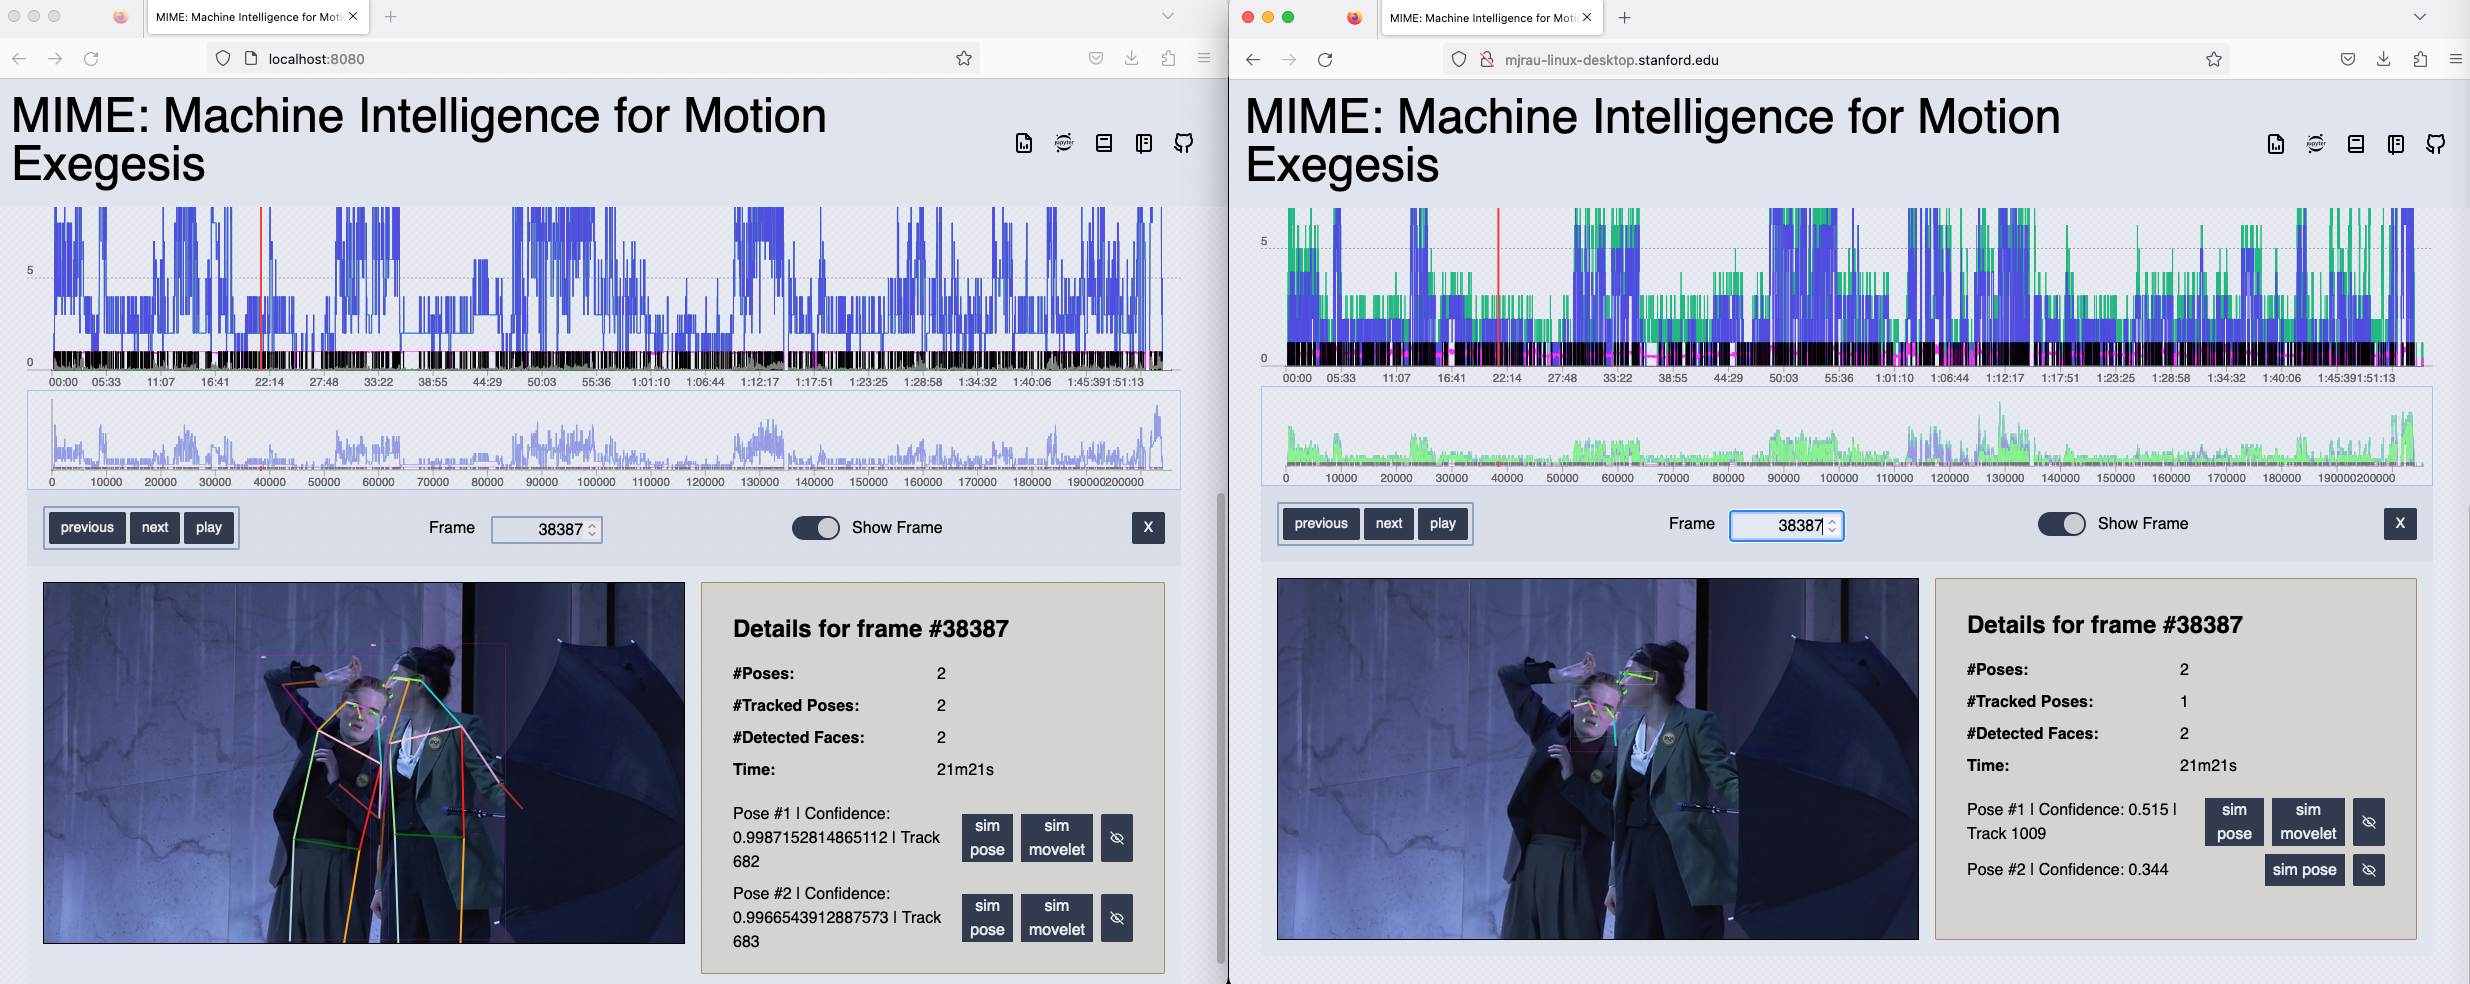 MIME: Machine Intelligence for Moti
localhost:8080
MIME: Machine Intelligence for Motion
Exegesis
jupyter
5
0
00:00 05:33 11:07 16:41 22:14 27:48 33:22 38:55 44:29 50:03 55:36 1:01:10 1:06:44 1:12:17 1:17:51 1:23:25 1:28:58 1:34:32 1:40:06 1:45:391:51:13
0 10000 20000 30000 40000 50000 60000 70000 80000 90000 100000 110000 120000 130000 140000 150000 160000 170000 180000 190000200000
previous next play Frame 38387 Show Frame X
Details for frame #38387
#Poses: 2
#Tracked Poses: 2
#Detected Faces: 2
Time: 21m21s
Pose #1 | Confidence:
0.9987152814865112 | Track
682
sim
pose
sim
movelet
Pose #2 | Confidence:
0.9966543912887573 | Track
683
sim
pose
sim
movelet
MIME: Machine Intelligence for Moti
mjrau-linux-desktop.stanford.edu
MIME: Machine Intelligence for Motion
Exegesis
jupyter
5
0
00:00 05:33 11:07 16:41 22:14 27:48 33:22 38:55 44:29 50:03 55:36 1:01:10 1:06:44 1:12:17 1:17:51 1:23:25 1:28:58 1:34:32 1:40:06 1:45:391:51:13
0 10000 20000 30000 40000 50000 60000 70000 80000 90000 100000 110000 120000 130000 140000 150000 160000 170000 180000 190000200000
previous next play Frame 38387 Show Frame X
Details for frame #38387
#Poses: 2
#Tracked Poses: 1
#Detected Faces: 2
Time: 21m21s
Pose #1 | Confidence: 0.515 |
Track 1009
sim
pose
sim
movelet
Pose #2 | Confidence: 0.344
sim pose